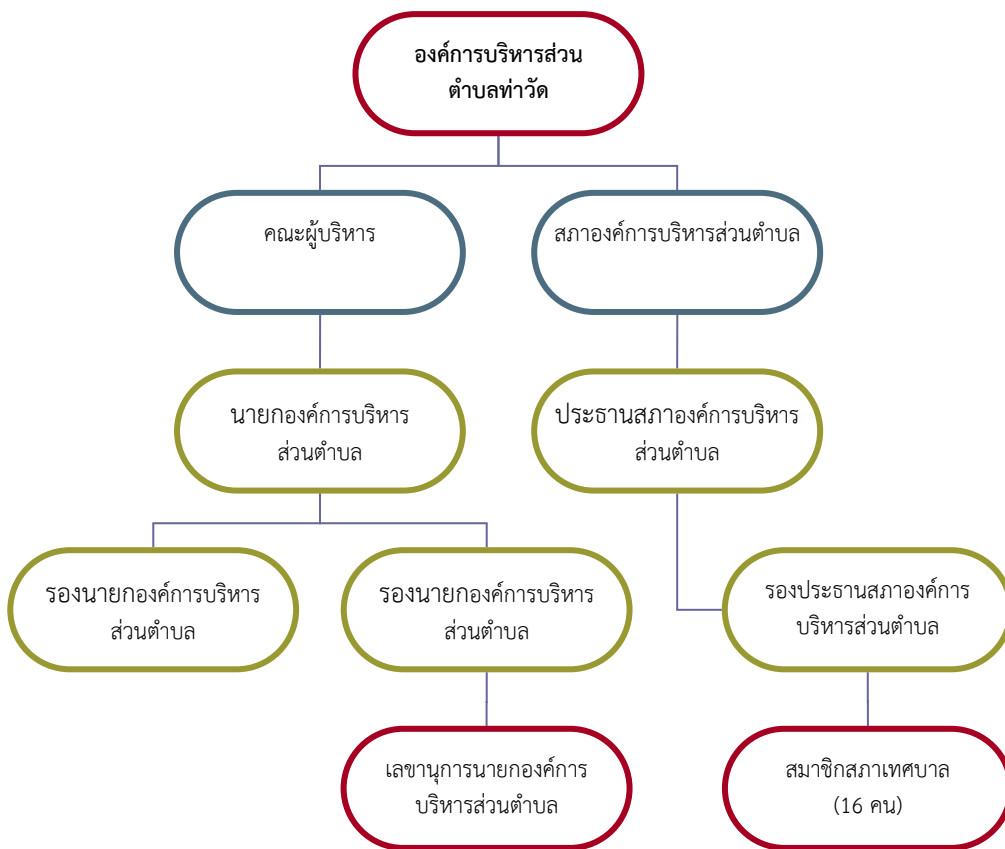 องค์การบริหารส่วน
ตำบลท่าวัด
คณะผู้บริหาร
สภาองค์การบริหารส่วนตำบล
นายกองค์การบริหาร
ส่วนตำบล
ประธานสภาองค์การบริหาร
ส่วนตำบล
รองนายกองค์การบริหาร
ส่วนตำบล
รองนายกองค์การบริหาร
ส่วนตำบล
รองประธานสภาองค์การ
บริหารส่วนตำบล
เลขานุการนายกองค์การ
บริหารส่วนตำบล
สมาชิกสภาเทศบาล
(16 คน)